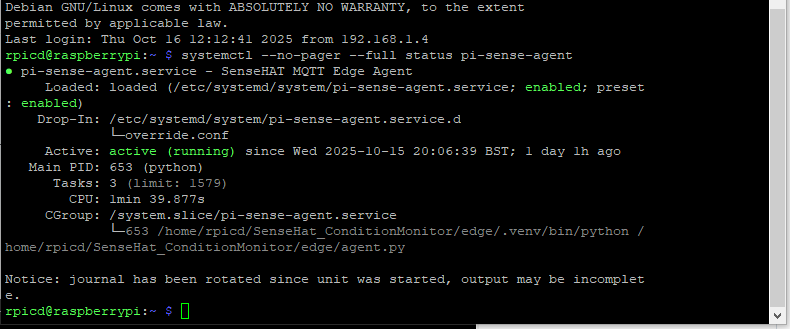 Debian GNU/Linux comes with ABSOLUTELY NO WARRANTY, to the extent
permitted by applicable law.
Last login: Thu Oct 16 12:12:41 2025 from 192.168.1.4
rpicd@raspberrypi:~ $ systemctl --no-pager --full status pi-sense-agent
● pi-sense-agent.service - SenseHAT MQTT Edge Agent
     Loaded: loaded (/etc/systemd/system/pi-sense-agent.service; enabled; preset
: enabled)
    Drop-In: /etc/systemd/system/pi-sense-agent.service.d
             └─override.conf
     Active: active (running) since Wed 2025-10-15 20:06:39 BST; 1 day 1h ago
   Main PID: 653 (python)
      Tasks: 3 (limit: 1579)
        CPU: 1min 39.877s
     CGroup: /system.slice/pi-sense-agent.service
             └─653 /home/rpicd/SenseHat_ConditionMonitor/edge/.venv/bin/python /
home/rpicd/SenseHat_ConditionMonitor/edge/agent.py

Notice: journal has been rotated since unit was started, output may be incomplet
e.
rpicd@raspberrypi:~ $